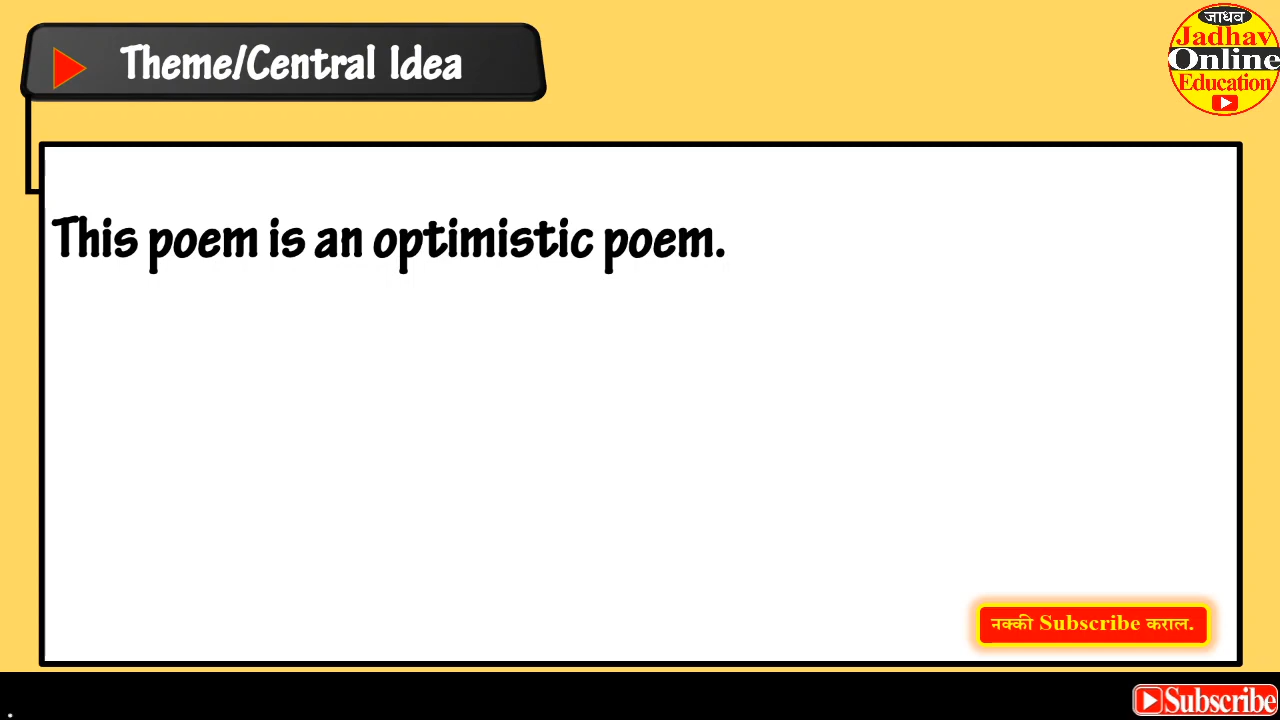 Theme/Central Idea
जाधव
Jadhav
Online
Education
This poem is an optimistic poem.
नक्की Subscribe कराल.
Subscribe